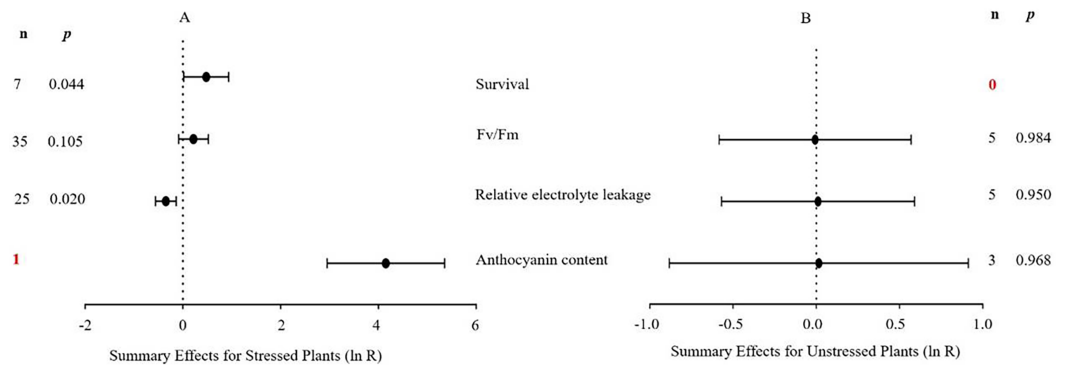 A
B
n p
n p
7 0.044
Survival
0
35 0.105
Fv/Fm
5 0.984
25 0.020
Relative electrolyte leakage
5 0.950
1
Anthocyanin content
3 0.968
-2 0 2 4 6
-1.0 -0.5 0.0 0.5 1.0
Summary Effects for Stressed Plants (ln R)
Summary Effects for Unstressed Plants (ln R)